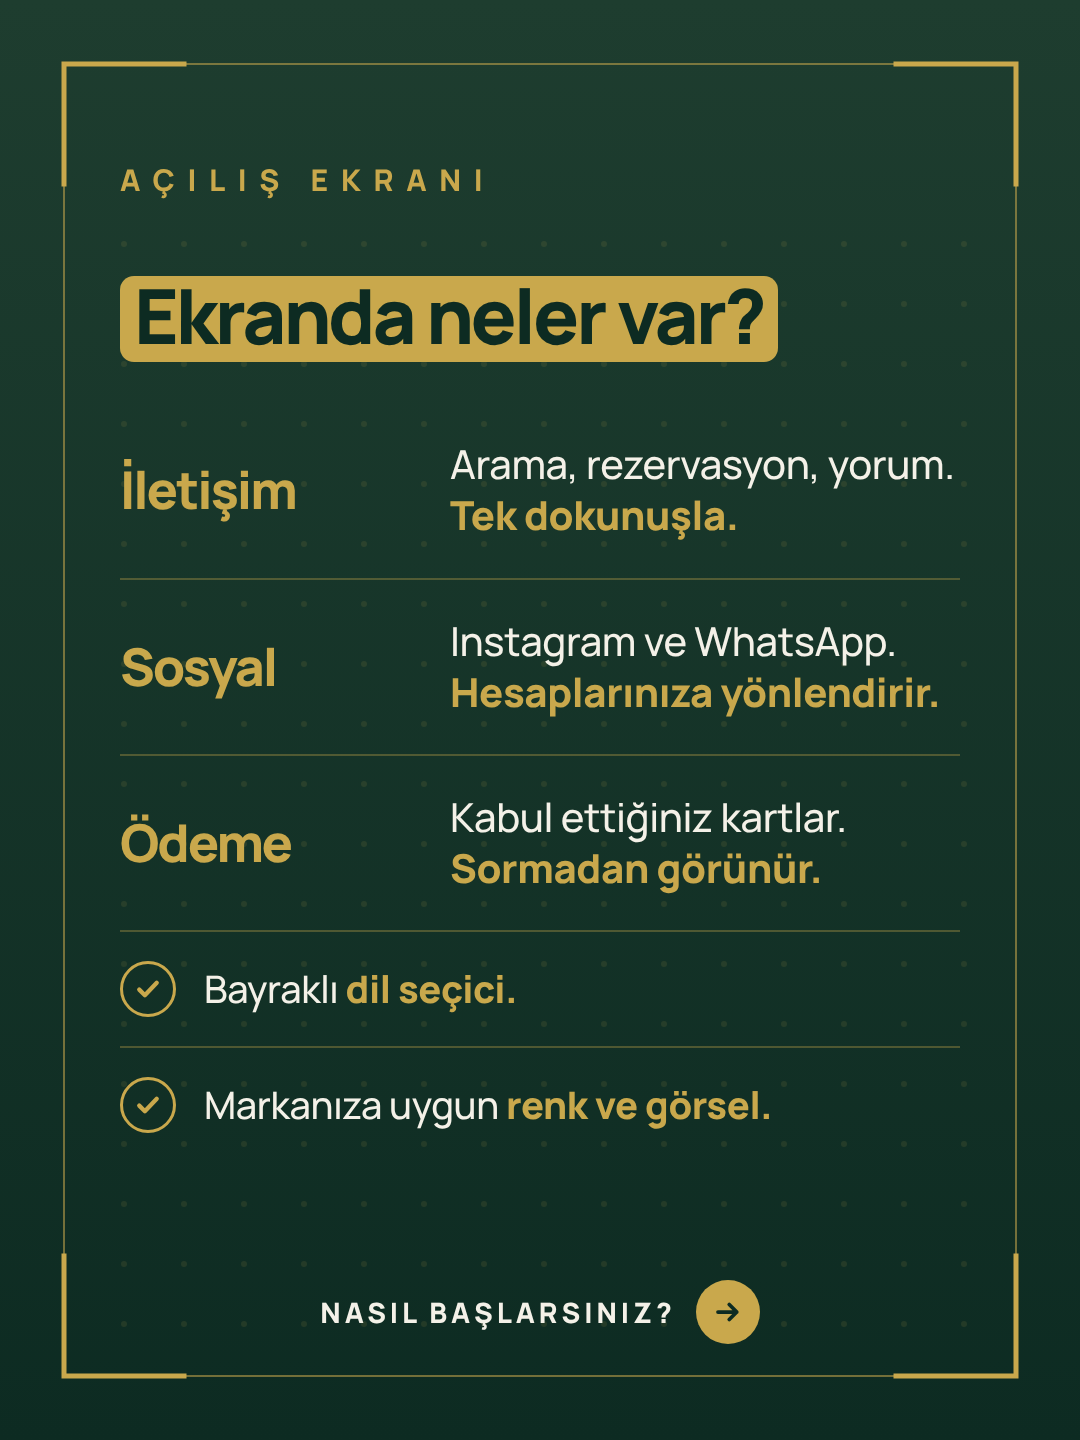 AÇILIŞ EKRANI
Ekranda neler var?
İletişim
Arama, rezervasyon, yorum.
Tek dokunuşla.
Sosyal
Instagram ve WhatsApp.
Hesaplarınıza yönlendirir.
Ödeme
Kabul ettiğiniz kartlar.
Sormadan görünür.
Bayraklı dil seçici.
Markanıza uygun renk ve görsel.
NASIL BAŞLARSINIZ?